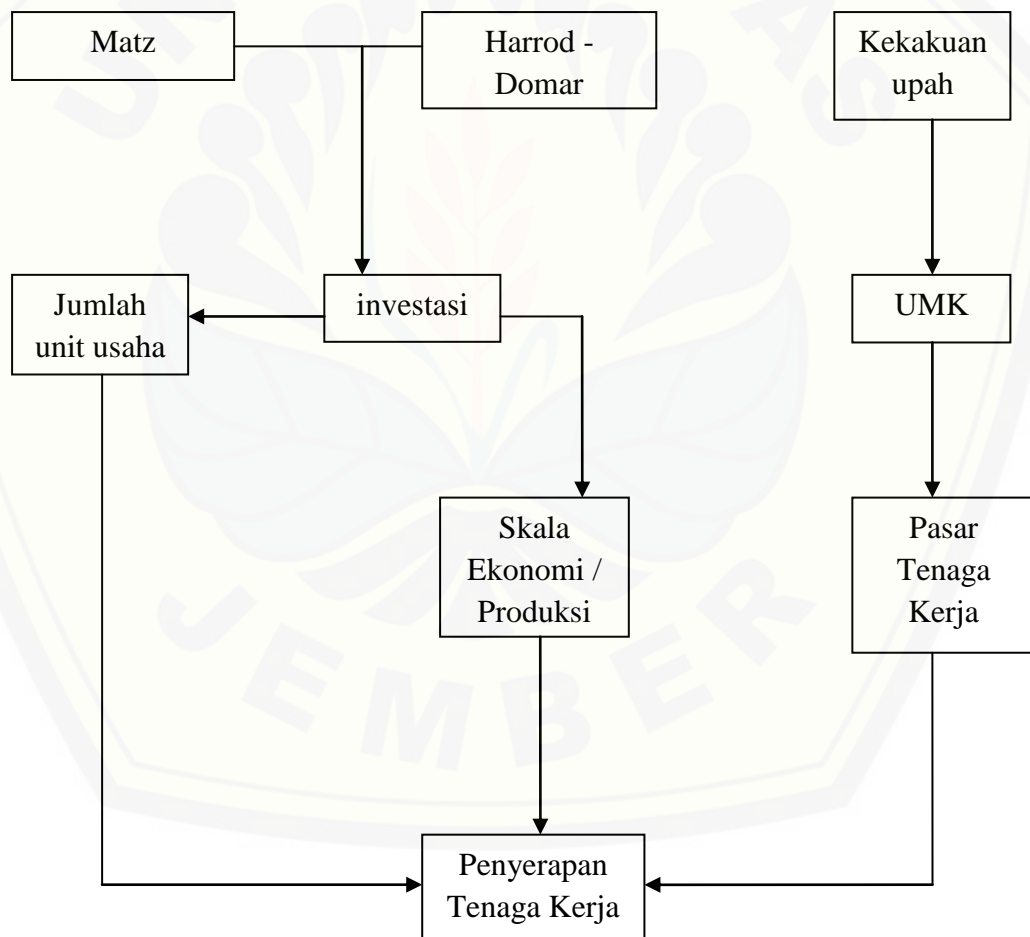 Matz
Harrod -
Domar
Kekakuan
upah
Jumlah
unit usaha
investasi
UMK
Skala
Ekonomi /
Produksi
Pasar
Tenaga
Kerja
Penyerapan
Tenaga Kerja
JEMBER